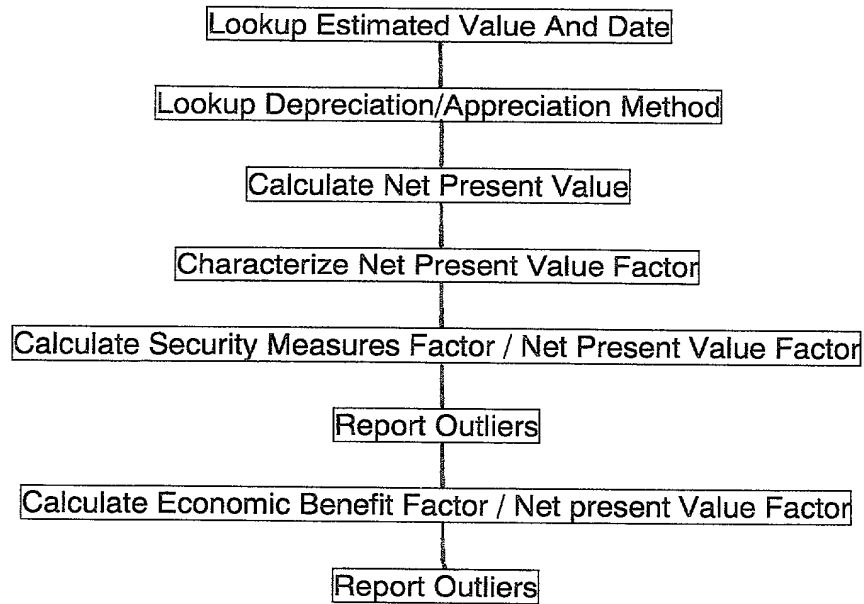 Lookup Estimated Value And Date
Lookup Depreciation/Appreciation Method
Calculate Net Present Value
Characterize Net Present Value Factor
Calculate Security Measures Factor / Net Present Value Factor
Report Outliers
Calculate Economic Benefit Factor / Net present Value Factor
Report Outliers